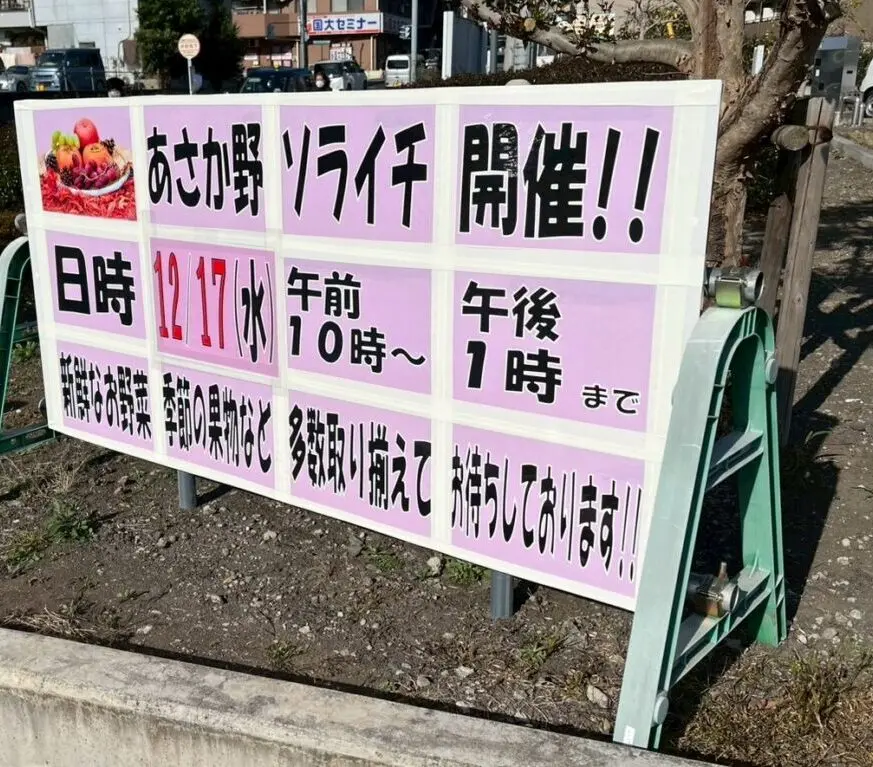 国大セミナー
あさか野 ソライチ 開催!!
日時 12/17(水) 午前10時～ 午後1時まで
新鮮なお野菜 季節の果物など 多数取り揃えて お待ちしております!!